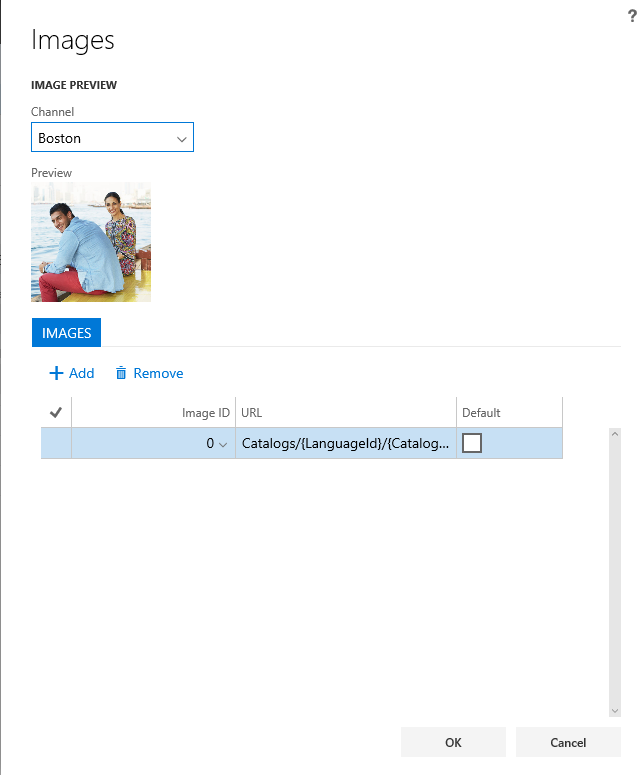 ?
Images
IMAGE PREVIEW
Channel
Boston
Preview
IMAGES
Add Remove
Image ID URL Default
0 Catalogs/{LanguageId}/{Catalog...
OK Cancel